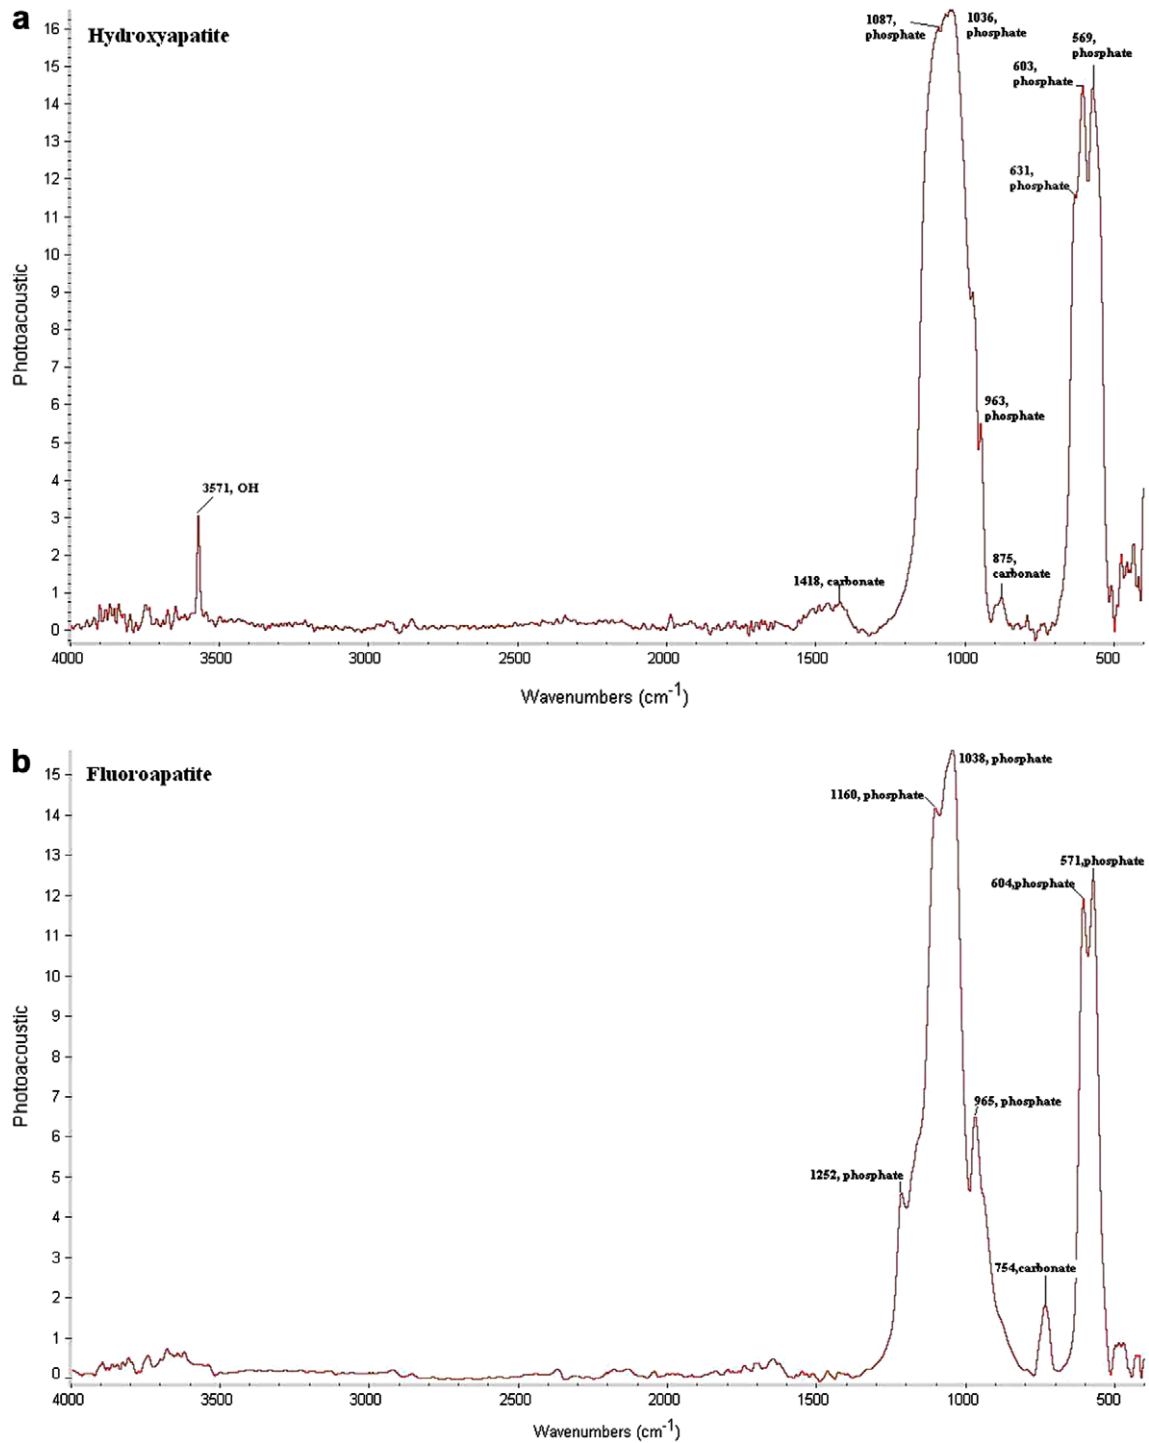 a
Hydroxyapatite
1087,
phosphate
1036,
phosphate
569,
phosphate
603,
phosphate
631,
phosphate
963,
phosphate
3571, OH
1418, carbonate
875,
carbonate
16
15
14
13
12
11
10
9
8
7
6
5
4
3
2
1
0
Photoacoustic
4000 3500 3000 2500 2000 1500 1000 500
Wavenumbers (cm-1)
b
Fluoroapatite
1038, phosphate
1160, phosphate
571,phosphate
604,phosphate
965, phosphate
1252, phosphate
754,carbonate
15
14
13
12
11
10
9
8
7
6
5
4
3
2
1
0
Photoacoustic
4000 3500 3000 2500 2000 1500 1000 500
Wavenumbers (cm-1)